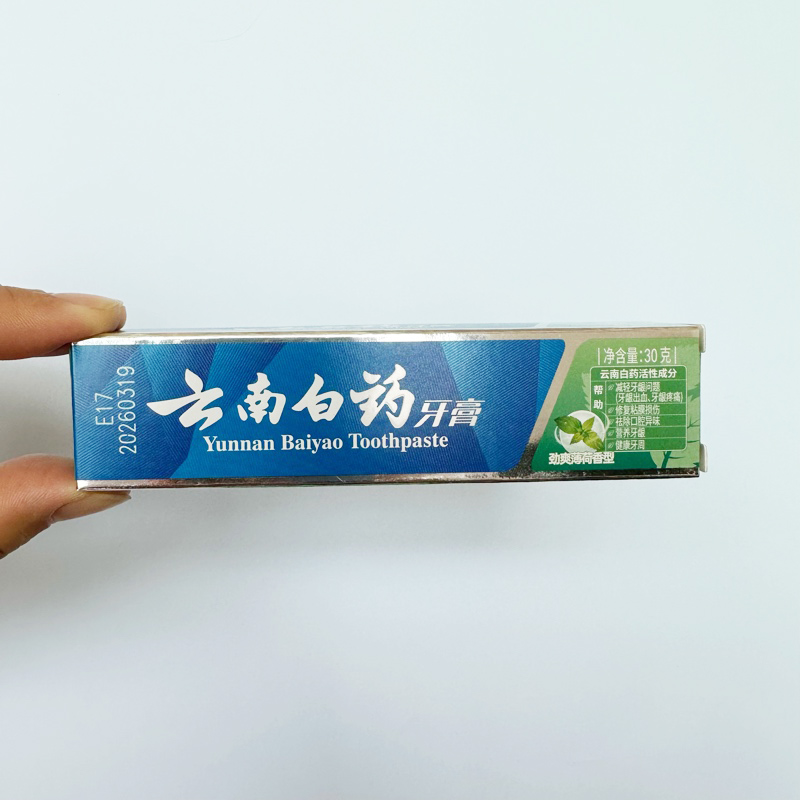 E17
20260319
云南白药牙膏
Yunnan Baiyao Toothpaste
净含量:30克
云南白药活性成分
帮助
减轻牙龈问题
(牙龈出血、牙龈疼痛)
修复粘膜损伤
祛除口腔异味
营养牙龈
健康牙周
劲爽薄荷香型